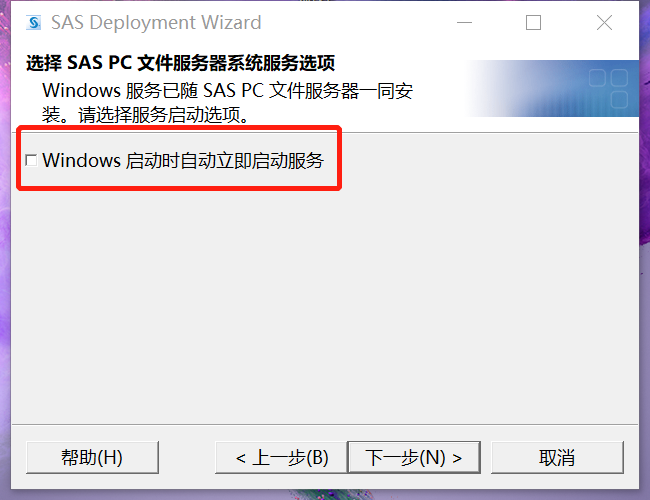 SAS Deployment Wizard
选择 SAS PC 文件服务器系统服务选项
Windows 服务已随 SAS PC 文件服务器一同安
装。请选择服务启动选项。
Windows 启动时自动立即启动服务
帮助(H)
< 上一步(B)
下一步(N) >
取消